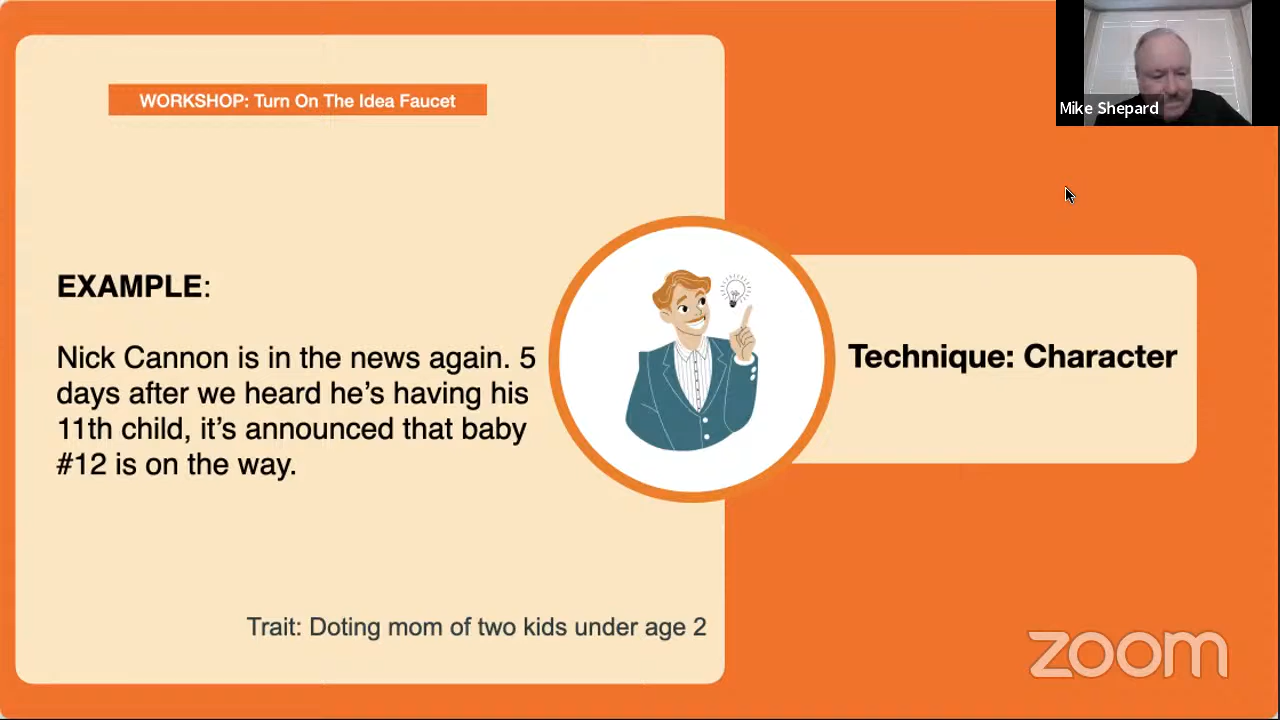 WORKSHOP: Turn On The Idea Faucet
Mike Shepard
EXAMPLE:
Nick Cannon is in the news again. 5
days after we heard he’s having his
11th child, it’s announced that baby
#12 is on the way.
Technique: Character
Trait: Doting mom of two kids under age 2
zoom